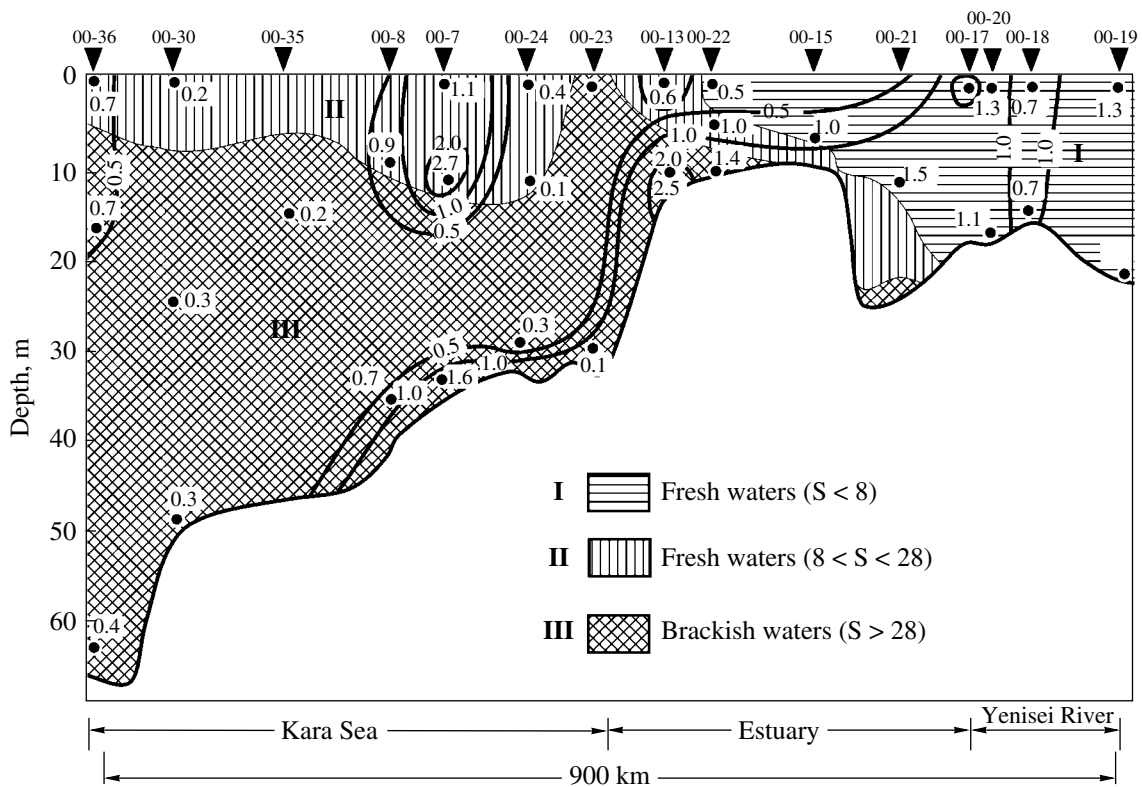 00-20
00-36 00-30 00-35 00-8 00-7 00-24 00-23 00-13 00-22 00-15 00-21 00-17 00-18 00-19
0
0.7 0.2 II 1.1 0.4 0.6 0.5 0.5 1.3 0.7 1.3
1.0 1.0 1.0
0.9 2.0 1.0 1.0 I
10
0.5 2.7 0.1 2.0 1.4 1.5 0.7
0.7 0.2 1.0 2.5 1.1
0.5
20
0.3
III
30
0.5 0.3
0.7 1.0 0.1
1.0 1.6
40
0.3
50
60
0.4
Depth, m
I Fresh waters (S < 8)
II Fresh waters (8 < S < 28)
III Brackish waters (S > 28)
Kara Sea Estuary Yenisei River
900 km